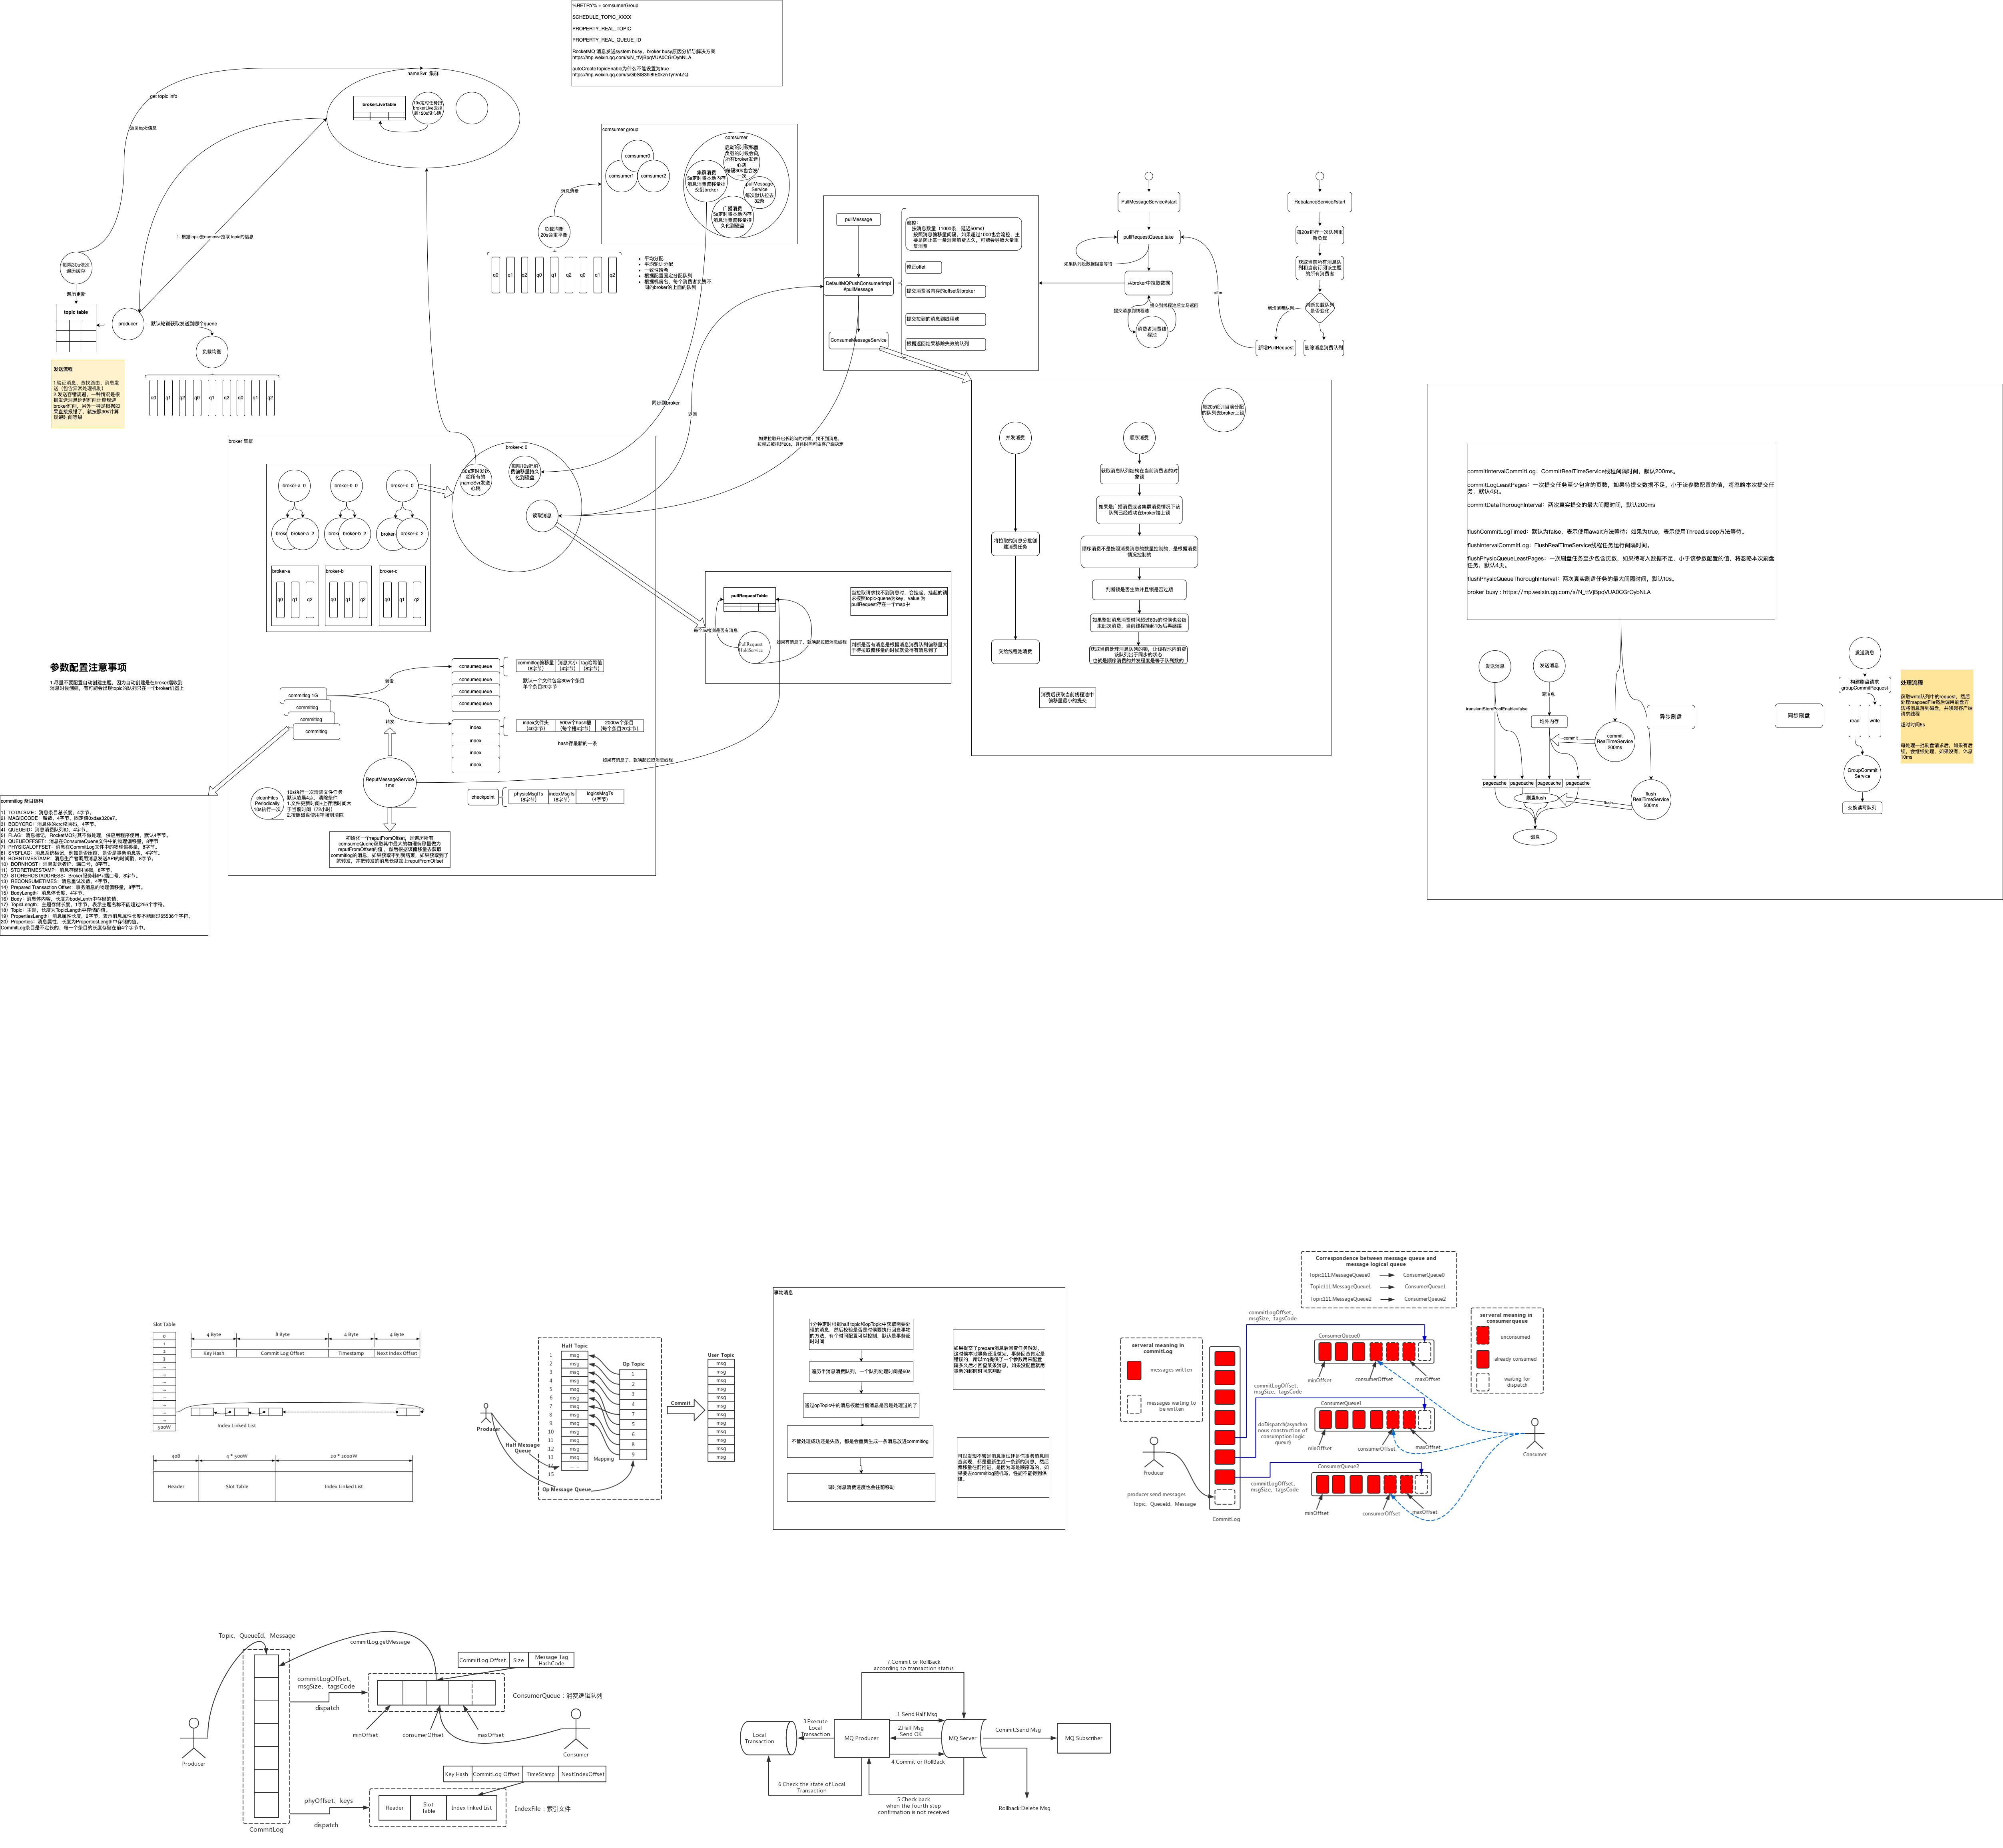 %RETRY% + comsumerGroup
SCHEDULE_TOPIC_XXXX
PROPERTY_REAL_TOPIC
PROPERTY_REAL_QUEUE_ID
RocketMQ 消息发送system busy、broker busy原因分析与解决方案
autoCreateTopicEnable为什么不能设置为true
nameSvr 集群
brokerLiveTable
10s定时任务扫
brokerLive去掉
超120s没心跳
get topic info
返回topic信息
1. 根据topic去namesvr拉取 topic的信息
每隔30s依次
遍历缓存
遍历更新
topic table
producer
默认轮训获取发送到哪个quene
负载均衡
q0
q1
q2
q0
q1
q2
q0
q1
q2
发送流程
1.验证消息、查找路由、消息发
送（包含异常处理机制）
2.发送容错规避，一种情况是根
据发送消息延迟时间计算规避
broker时间，另外一种是根据如
果直接报错了，就按照30s计算
规避时间等级
comsumer group
comsumer0
comsumer1
comsumer2
comsumer
所有broker发送
心跳
每隔30s也会发
一次
集群消费
5s定时将本地内存
消息消费偏移量提
交到broker
pullMessage
Service
每次默认拉去
32条
广播消费
5s定时将本地内存
消息消费偏移量持
久化到磁盘
消息消费
负载均衡
20s会重平衡
q0
q1
q2
q0
q1
q2
q0
q1
q2
平均分配
平均轮训分配
一致性哈希
根据配置固定分配队列
根据机房名，每个消费者负责不
同的broker的上面的队列
pullMessage
DefaultMQPushConsumerImpl
#pullMessage
ConsumeMessageService
流控：
按消息数量（1000条，延迟50ms）
按照消息偏移量间隔，如果超过1000也会流控，主
要是防止某一条消息消费太久，可能会导致大量重
复消费
修正offet
提交消费者内存的offset到broker
提交拉到的消息到线程池
根据返回结果移除失败的队列
PullMessageService#start
pullRequestQueue.take
如果队列没数据阻塞等待
从broker中拉取数据
提交到线程池后立马返回
提交消息到线程池
消费者消费线
程池
offer
RebalanceService#start
每20s进行一次队列重
新负载
获取当前所有消息队
列和当前订阅该主题
的所有消费者
判断负载队列
是否变化
新增消费队列
新增PullRequest
删除消息消费队列
同步到broker
返回
如果拉取开启长轮询的时候，找不到消息，
拉模式被挂起20s，具体时间可由客户端决定
broker 集群
broker-a 0
broker-b 0
broker-c 0
broker-a 2
broker-b 2
broker-c 2
broker-a
broker-b
broker-c
q0
q1
q2
q0
q1
q2
q0
q1
q2
broker-c 0
30s定时发送
给所有的
nameSvr发送
心跳
每隔10s把消
费偏移量持久
化到磁盘
读取消息
参数配置注意事项
1.尽量不要配置自动创建主题，因为自动创建是在broker端收到
消息时候创建，有可能会出现topic的队列只在一个broker机器上
commitlog 1G
commitlog
commitlog
commitlog
转发
转发
consumequeue
consumequeue
consumequeue
consumequeue
commitlog偏移量
（8字节）
消息大小
（4字节）
tag哈希值
（8字节）
默认一个文件包含30w个条目
单个条目20字节
index
index
index
index
index文件头
（40字节）
500w个hash槽
（每个槽4字节）
2000w个条目
（每个条目20字节）
hash存最新的一条
ReputMessageService
1ms
如果有消息了，就唤起拉取消息线程
checkpoint
physicMsgTs
（8字节）
indexMsgTs
（8字节）
logicsMsgTs
（4字节）
cleanFiles
Periodically
10s执行一次
10s执行一次清除文件任务
默认凌晨4点，清除条件
1.文件更新时间+上存活时间大
于当前时间（72小时）
2.按照磁盘使用率强制清除
初始化一个reputFromOffset，是遍历所有
comsumeQuene获取其中最大的物理偏移量做为
reputFromOffset的值，然后根据该偏移量去获取
commitlog的消息，如果获取不到就结束，如果获取到了
就转发，并把转发的消息长度加上reputFromOffset
pullRequestTable
每个5s检测是否有消息
PullRequest
HoldService
如果有消息了，就唤起拉取消息线程
当拉取请求找不到消息时，会挂起，挂起的请
求按照topic-quene为key，value 为
pullRequest存在一个map中
判断是否有消息是根据消息消费队列偏移量大
于待拉取偏移量的时候就觉得有消息到了
每20s轮训当前分配
的队列去broker上锁
并发消费
将拉取的消息分批创
建消费任务
交给线程池消费
顺序消费
获取消息队列结构在当前消费者的对
象锁
如果是广播消费或者集群消费情况下该
队列已经成功在broker端上锁
顺序消费不是按照消费消息的数量控制的，是根据消费
情况控制的
判断锁是否生效并且锁是否过期
如果整批消息消费时间超过60s的时候也会结
束此次消费，当前线程挂起10s后再继续
获取当前处理消息队列的锁，让线程池内消费
该队列出于同步的状态
也就是顺序消费的并发程度是等于队列数的
消费后获取当前线程池中
偏移量最小的提交
commitIntervalCommitLog：CommitRealTimeService线程间隔时间，默认200ms。
commitLogLeastPages：一次提交任务至少包含的页数，如果待提交数据不足，小于该参数配置的值，将忽略本次提交任
务，默认4页。
commitDataThoroughInterval：两次真实提交的最大间隔时间，默认200ms
flushCommitLogTimed：默认为false，表示使用await方法等待；如果为true，表示使用Thread.sleep方法等待。
flushIntervalCommitLog：FlushRealTimeService线程任务运行间隔时间。
flushPhysicQueueLeastPages：一次刷盘任务至少包含页数，如果待写入数据不足，小于该参数配置的值，将忽略本次刷盘
任务，默认4页。
flushPhysicQueueThoroughInterval：两次真实刷盘任务的最大间隔时间，默认10s。
broker busy：https://mp.weixin.qq.com/s/N_ttVjBpqVUA0CGrOybNLA
发送消息
发送消息
写消息
transientStorePoolEnable=false
堆外内存
commit
commit
RealTimeService
200ms
pagecache
pagecache
pagecache
pagecache
刷盘flush
flush
flush
RealTimeService
500ms
磁盘
异步刷盘
同步刷盘
发送消息
构建刷盘请求
groupCommitRequest
read
write
GroupCommit
Service
交换读写队列
处理流程
获取write队列中的request，然后
处理mappedFile然后调用刷盘方
法将消息落到磁盘，并唤起客户端
请求线程
超时时间5s
每处理一批刷盘请求后，如果有后
续，会继续处理，如果没有，休息
10ms
commitlog 条目结构
1）TOTALSIZE：消息条目总长度，4字节。
2）MAGICCODE：魔数，4字节，固定值0xdaa320a7。
3）BODYCRC：消息体的crc校验码，4字节。
4）QUEUEID：消息消费队列ID，4字节。
5）FLAG：消息标记，RocketMQ对其不做处理，供应用程序使用，默认4字节。
6）QUEUEOFFSET：消息在ConsumeQuene文件中的物理偏移量，8字节
7）PHYSICALOFFSET：消息在CommitLog文件中的物理偏移量，8字节。
8）SYSFLAG：消息系统标记，例如是否压缩、是否是事务消息等，4字节。
9）BORNTIMESTAMP：消息生产者调用消息发送API的时间戳，8字节。
10）BORNHOST：消息发送者IP、端口号，8字节。
11）STORETIMESTAMP：消息存储时间戳，8字节。
12）STOREHOSTADDRESS：Broker服务器IP+端口号，8字节。
13）RECONSUMETIMES：消息重试次数，4字节。
14）Prepared Transaction Offset：事务消息的物理偏移量，8字节。
15）BodyLength：消息体长度，4字节。
16）Body：消息体内容，长度为bodyLenth中存储的值。
17）TopicLength：主题存储长度，1字节，表示主题名称不能超过255个字符。
18）Topic：主题，长度为TopicLength中存储的值。
19）PropertiesLength：消息属性长度，2字节，表示消息属性长度不能超过65536个字符。
20）Properties：消息属性，长度为PropertiesLength中存储的值。
CommitLog条目是不定长的，每一个条目的长度存储在前4个字节中。
Slot Table
0
1
2
3
...
...
...
...
...
...
...
500W
4 Byte
8 Byte
4 Byte
4 Byte
Key Hash
Commit Log Offset
Timestamp
Next Index Offset
Index Linked List
40B
4 * 500W
20 * 2000W
Header
Slot Table
Index Linked List
Half Topic
1
2
3
4
5
6
7
8
9
10
11
12
13
14
15
msg
msg
msg
msg
msg
msg
msg
msg
msg
msg
msg
msg
msg
Op Topic
1
2
3
4
7
5
6
8
9
Producer
Half Message
Queue
Mapping
Op Message Queue
Commit
User Topic
msg
msg
msg
msg
msg
msg
msg
msg
msg
msg
msg
msg
事物消息
1分钟定时根据half topic和opTopic中获取需要处
理的消息，然后校验是否是时候要执行回查事物
的方法，有个时间配置可以控制，默认是事务超
时时间
遍历半消息消费队列，一个队列处理时间是60s
通过opTopic中的消息校验当前消息是否是处理过的了
不管处理成功还是失败，都是会重新生成一条消息放进commitlog
同时消息消费进度也会往前移动
如果提交了prepare消息后回查任务触发，
这时候本地事务还没做完，事务回查肯定是
错误的，所以mq提供了一个参数用来配置
隔多久后才回查某条消息，如果没配置就用
事务的超时时间来判断
可以发现不管是消息重试还是你事务消息回
查实现，都是重新生成一条新的消息，然后
偏移量往前推进，是因为写是顺序写的，如
果要去commitlog随机写，性能不能得到保
障。
Correspondence between message queue and
message logical queue
Topic111:MessageQueue0
ConsumerQueue0
Topic111:MessageQueue1
ConsumerQueue1
Topic111:MessageQueue2
ConsumerQueue2
serveral meaning in
commitLog
messages written
messages waiting to
be written
serveral meaning in
consumerqueue
unconsumed
already consumed
waiting for
dispatch
commitLogOffset,
msgSize，tagsCode
commitLogOffset,
msgSize，tagsCode
commitLogOffset,
msgSize，tagsCode
doDispatch(asynchro
nous construction of
consumption logic
queue)
ConsumerQueue0
minOffset
consumerOffset
maxOffset
ConsumerQueue1
minOffset
consumerOffset
maxOffset
ConsumerQueue2
minOffset
consumerOffset
maxOffset
Producer
producer send messages
Topic、QueueId、Message
CommitLog
Consumer
Topic、QueueId、Message
commitLog.getMessage
CommitLog Offset
Size
Message Tag
HashCode
commitLogOffset、
msgSize、tagsCode
dispatch
ConsumerQueue：消费逻辑队列
minOffset
consumerOffset
maxOffset
Producer
Consumer
Key Hash
CommitLog Offset
TimeStamp
NextIndexOffset
phyOffset、keys
dispatch
Header
Slot
Table
Index linked List
IndexFile：索引文件
CommitLog
7.Commit or RollBack
according to transaction status
1.Send Half Msg
2.Half Msg
Send OK
3.Execute
Local
Transaction
Local
Transaction
MQ Producer
MQ Server
Commit:Send Msg
MQ Subscriber
4.Commit or RollBack
6.Check the state of Local
Transaction
5.Check back
when the fourth step
confirmation is not received
Rollback:Delete Msg